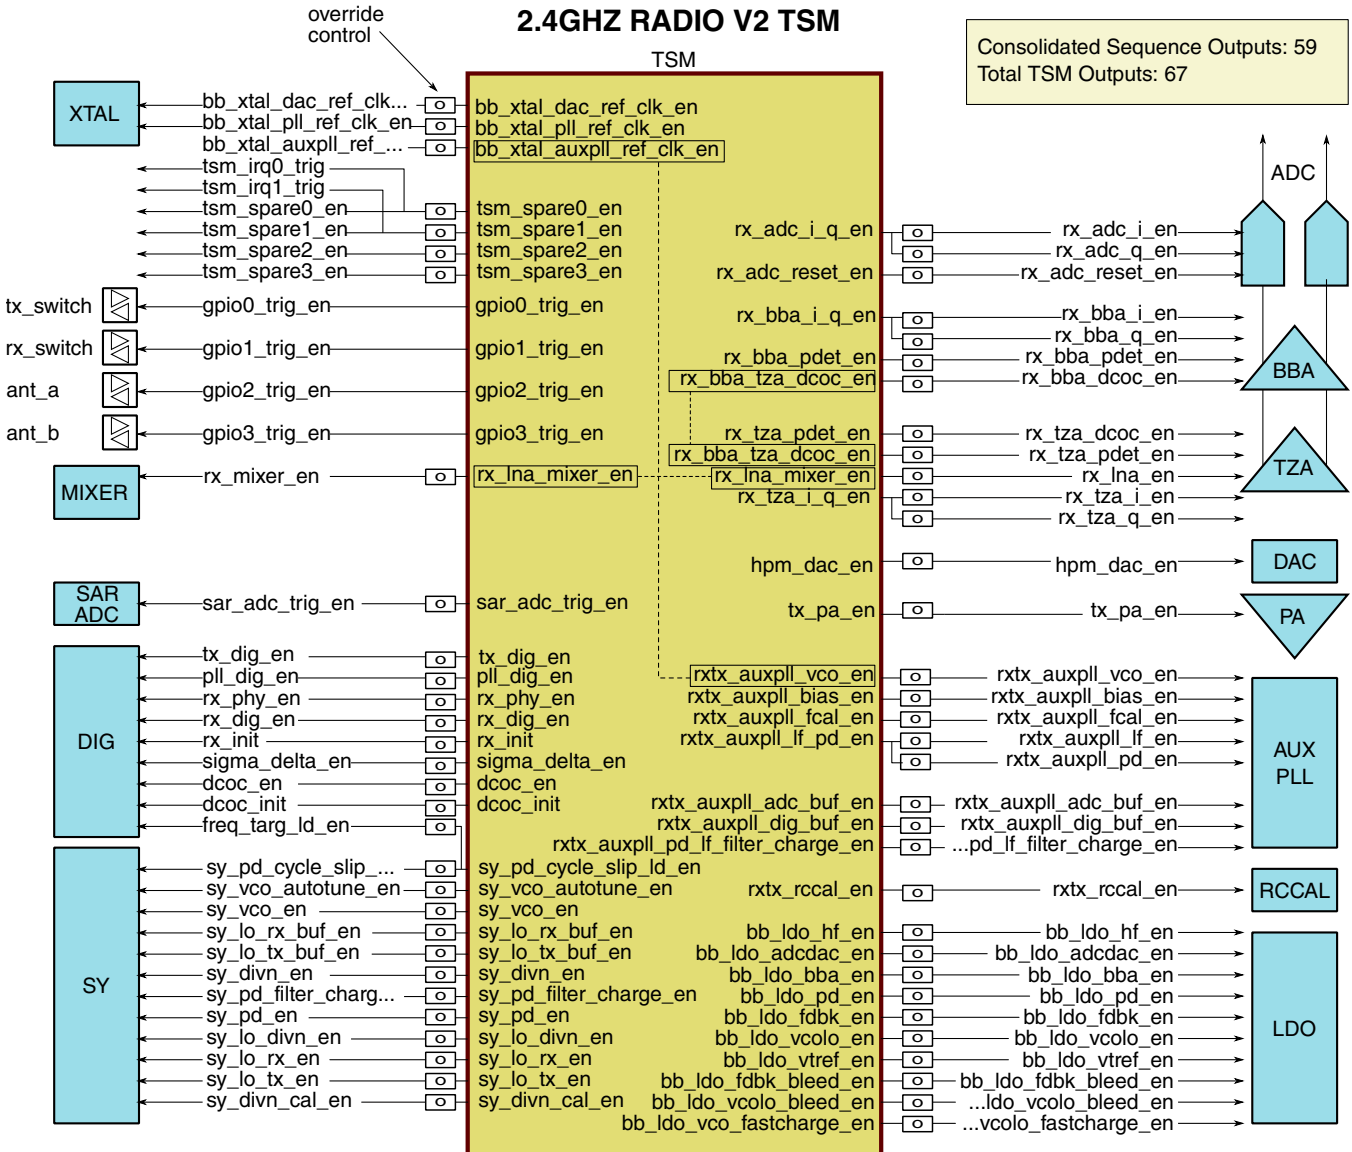 override
control
2.4GHZ RADIO V2 TSM
TSM
Consolidated Sequence Outputs: 59
Total TSM Outputs: 67
XTAL
bb_xtal_dac_ref_clk... o bb_xtal_dac_ref_clk_en
bb_xtal_pll_ref_clk_en o bb_xtal_pll_ref_clk_en
bb_xtal_auxpll_ref_... o bb_xtal_auxpll_ref_clk_en
tsm_irq0_trig
tsm_irq1_trig
tsm_spare0_en o tsm_spare0_en
tsm_spare1_en o tsm_spare1_en
tsm_spare2_en o tsm_spare2_en
tsm_spare3_en o tsm_spare3_en
tx_switch gpio0_trig_en gpio0_trig_en
rx_switch gpio1_trig_en gpio1_trig_en
ant_a gpio2_trig_en gpio2_trig_en
ant_b gpio3_trig_en gpio3_trig_en
MIXER rx_mixer_en o rx_lna_mixer_en
SAR
ADC
sar_adc_trig_en o sar_adc_trig_en
DIG
tx_dig_en o tx_dig_en
pll_dig_en o pll_dig_en
rx_phy_en o rx_phy_en
rx_dig_en o rx_dig_en
rx_init o rx_init
sigma_delta_en o sigma_delta_en
dcoc_en o dcoc_en
dcoc_init o dcoc_init
freq_targ_ld_en o
SY
sy_pd_cycle_slip_... o sy_pd_cycle_slip_ld_en
sy_vco_autotune_en o sy_vco_autotune_en
sy_vco_en o sy_vco_en
sy_lo_rx_buf_en o sy_lo_rx_buf_en
sy_lo_tx_buf_en o sy_lo_tx_buf_en
sy_divn_en o sy_divn_en
sy_pd_filter_charg... o sy_pd_filter_charge_en
sy_pd_en o sy_pd_en
sy_lo_divn_en o sy_lo_divn_en
sy_lo_rx_en o sy_lo_rx_en
sy_lo_tx_en o sy_lo_tx_en
sy_divn_cal_en o sy_divn_cal_en
ADC
rx_adc_i_q_en o rx_adc_i_en
o rx_adc_q_en
rx_adc_reset_en o rx_adc_reset_en
rx_bba_i_q_en o rx_bba_i_en
o rx_bba_q_en
rx_bba_pdet_en o rx_bba_pdet_en
rx_bba_tza_dcoc_en o rx_bba_dcoc_en
BBA
rx_tza_pdet_en o rx_tza_dcoc_en
rx_bba_tza_dcoc_en o rx_tza_pdet_en
rx_lna_mixer_en o rx_lna_en
rx_tza_i_q_en o rx_tza_i_en
o rx_tza_q_en
TZA
hpm_dac_en o hpm_dac_en DAC
tx_pa_en o tx_pa_en PA
rxtx_auxpll_vco_en o rxtx_auxpll_vco_en
rxtx_auxpll_bias_en o rxtx_auxpll_bias_en
rxtx_auxpll_fcal_en o rxtx_auxpll_fcal_en
rxtx_auxpll_lf_pd_en o rxtx_auxpll_lf_en
o rxtx_auxpll_pd_en
rxtx_auxpll_adc_buf_en o rxtx_auxpll_adc_buf_en
rxtx_auxpll_dig_buf_en o rxtx_auxpll_dig_buf_en
rxtx_auxpll_pd_lf_filter_charge_en o ...pd_lf_filter_charge_en
AUX
PLL
rxtx_rccal_en o rxtx_rccal_en RCCAL
bb_ldo_hf_en o bb_ldo_hf_en
bb_ldo_adcdac_en o bb_ldo_adcdac_en
bb_ldo_bba_en o bb_ldo_bba_en
bb_ldo_pd_en o bb_ldo_pd_en
bb_ldo_fdbk_en o bb_ldo_fdbk_en
bb_ldo_vcolo_en o bb_ldo_vcolo_en
bb_ldo_vtref_en o bb_ldo_vtref_en
bb_ldo_fdbk_bleed_en o bb_ldo_fdbk_bleed_en
bb_ldo_vcolo_bleed_en o ...ldo_vcolo_bleed_en
bb_ldo_vco_fastcharge_en o ...vcolo_fastcharge_en
LDO